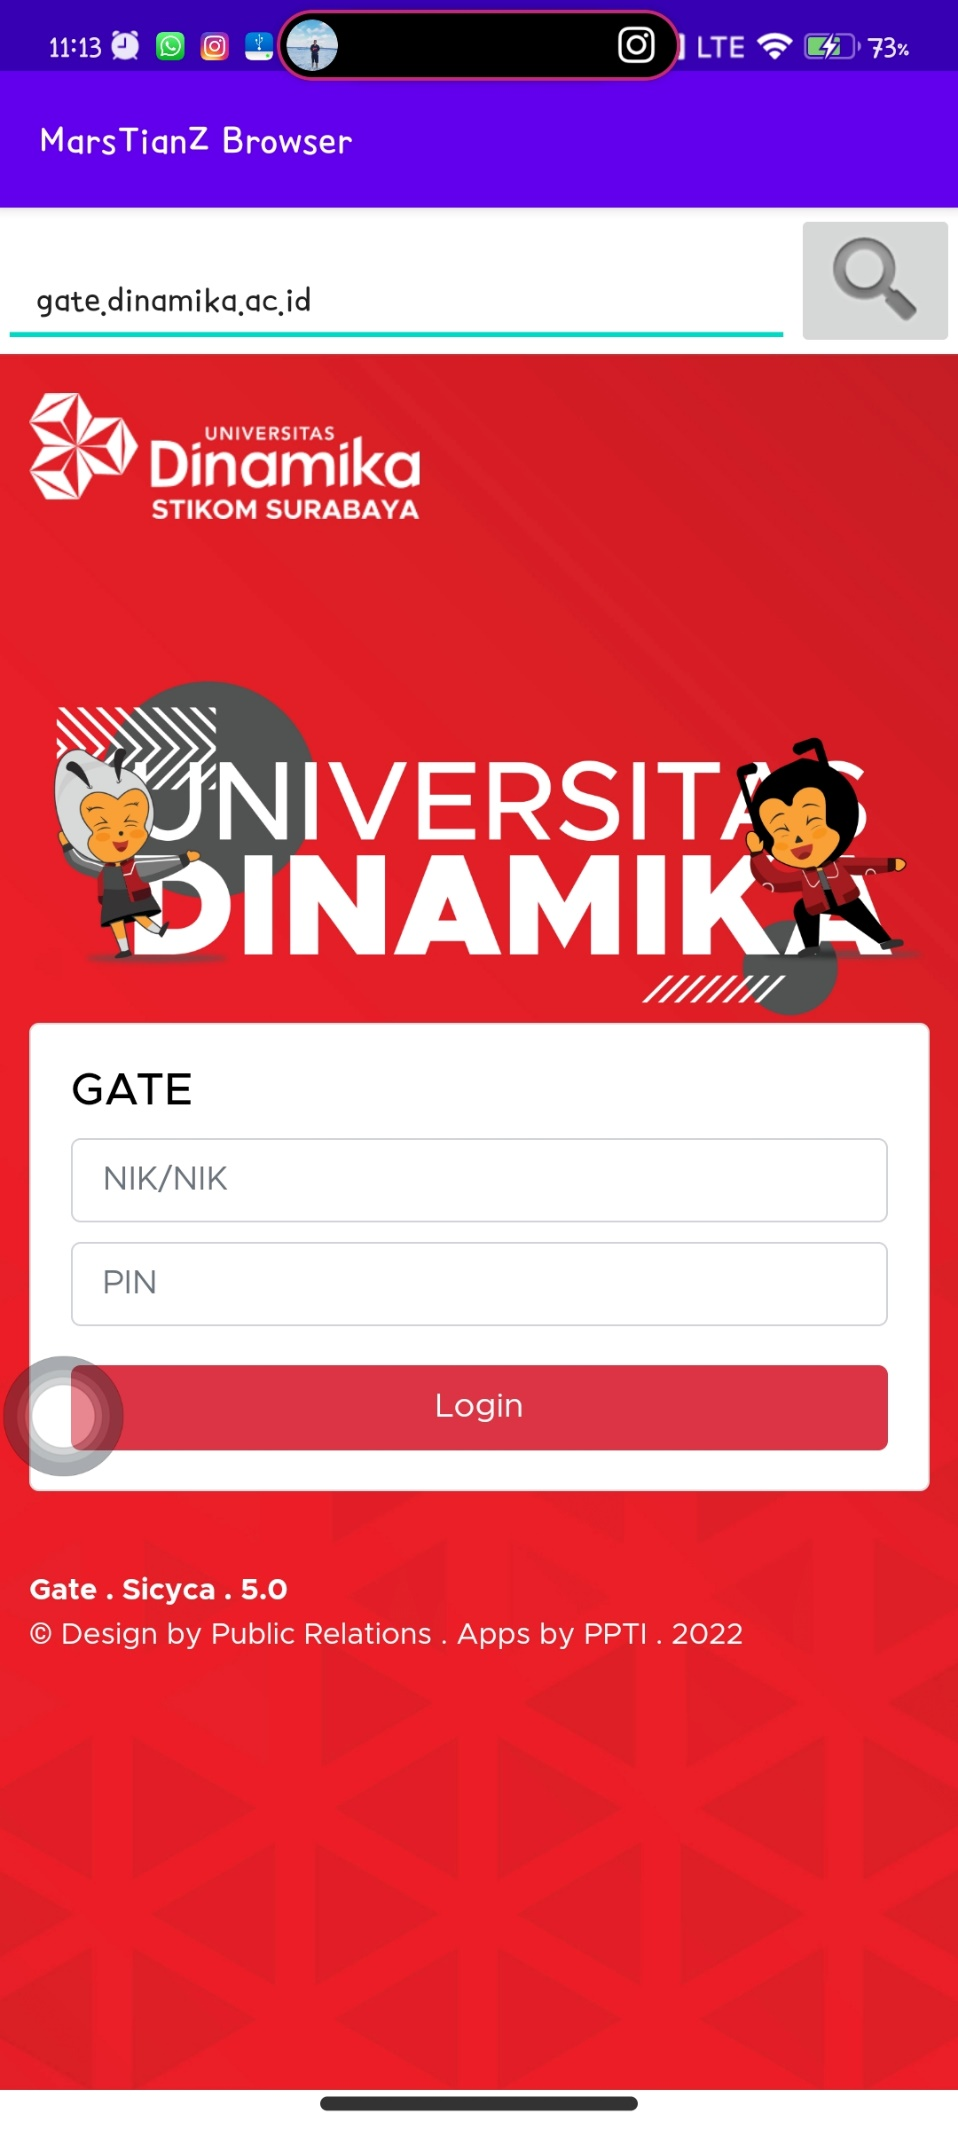 11:13 LTE 73%
MarsTianZ Browser
gate.dinamika.ac.id
UNIVERSITAS
Dinamika
STIKOM SURABAYA
UNIVERSITAS
DINAMIKA
GATE
NIK/NIK
PIN
Login
Gate . Sicyca . 5.0
© Design by Public Relations . Apps by PPTI . 2022